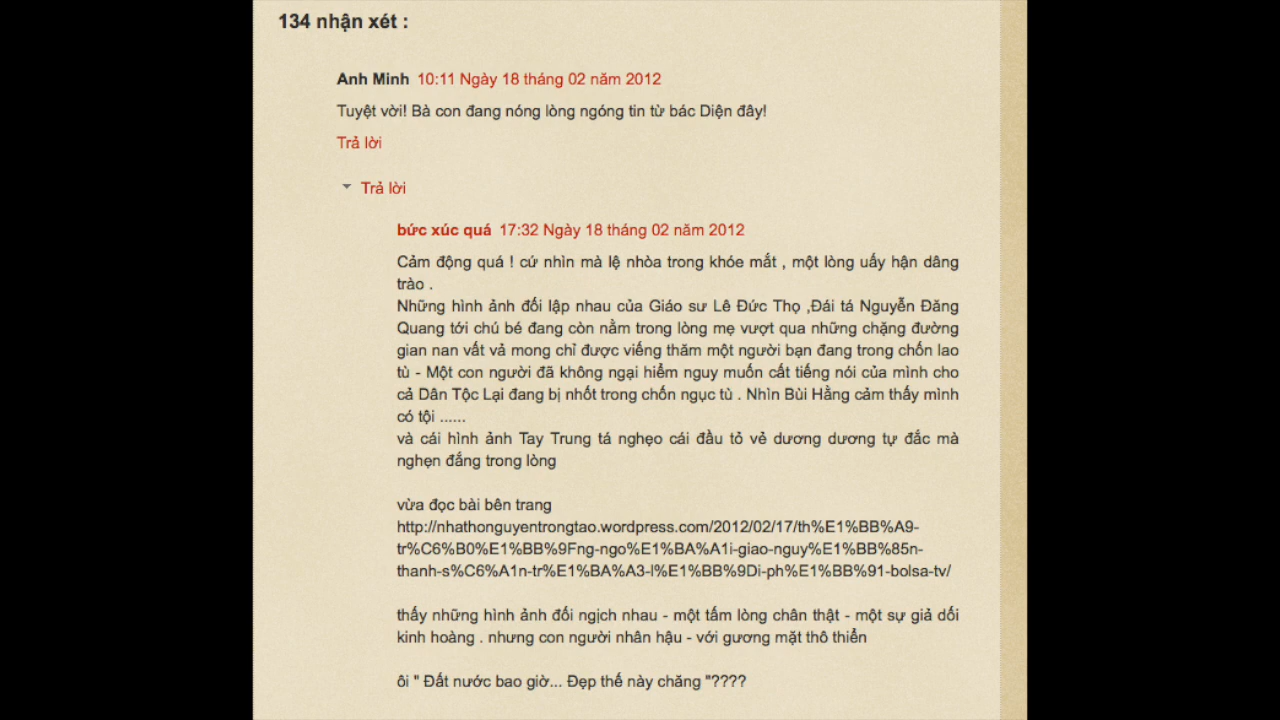 134 nhận xét :
Anh Minh 10:11 Ngày 18 tháng 02 năm 2012
Tuyệt vời! Bà con đang nóng lòng ngóng tin từ bác Diện đây!
Trả lời
Trả lời
bức xúc quá 17:32 Ngày 18 tháng 02 năm 2012
Cảm động quá ! cứ nhìn mà lệ nhòa trong khóe mắt , một lòng uấy hận dâng
trào .
Những hình ảnh đối lập nhau của Giáo sư Lê Đức Thọ ,Đái tá Nguyễn Đăng
Quang tới chú bé đang còn nằm trong lòng mẹ vượt qua những chặng đường
gian nan vất vả mong chỉ được viếng thăm một người bạn đang trong chốn lao
tù - Một con người đã không ngại hiểm nguy muốn cất tiếng nói của mình cho
cả Dân Tộc Lại đang bị nhốt trong chốn ngục tù . Nhìn Bùi Hằng cảm thấy mình
có tội ......
và cái hình ảnh Tay Trung tá nghẹo cái đầu tỏ vẻ dương dương tự đắc mà
nghẹn đắng trong lòng
vừa đọc bài bên trang
http://nhathonguyentrongtao.wordpress.com/2012/02/17/th%E1%BB%A9-
tr%C6%B0%E1%BB%9Fng-ngo%E1%BA%A1i-giao-nguy%E1%BB%85n-
thanh-s%C6%A1n-tr%E1%BA%A3-l%E1%BB%9Di-ph%E1%BB%91-bolsa-tv/
thấy những hình ảnh đối ngịch nhau - một tấm lòng chân thật - một sự giả dối
kinh hoàng . nhưng con người nhân hậu - với gương mặt thô thiển
ôi " Đất nước bao giờ... Đẹp thế này chăng "????